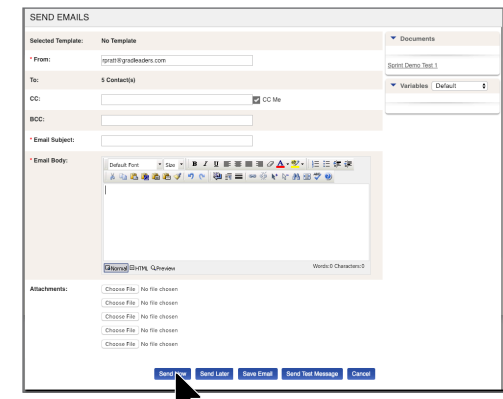 SEND EMAILS
Selected Template: No Template
* From: rpratt@gradleaders.com
To: 5 Contact(s)
CC: CC Me
BCC:
* Email Subject:
* Email Body:
Default Font Size B I U
Normal HTML Preview Words:0 Characters:0
Attachments:
Choose File No file chosen
Choose File No file chosen
Choose File No file chosen
Choose File No file chosen
Choose File No file chosen
Send Now Send Later Save Email Send Test Message Cancel
Documents
Sprint Demo Test 1
Variables Default